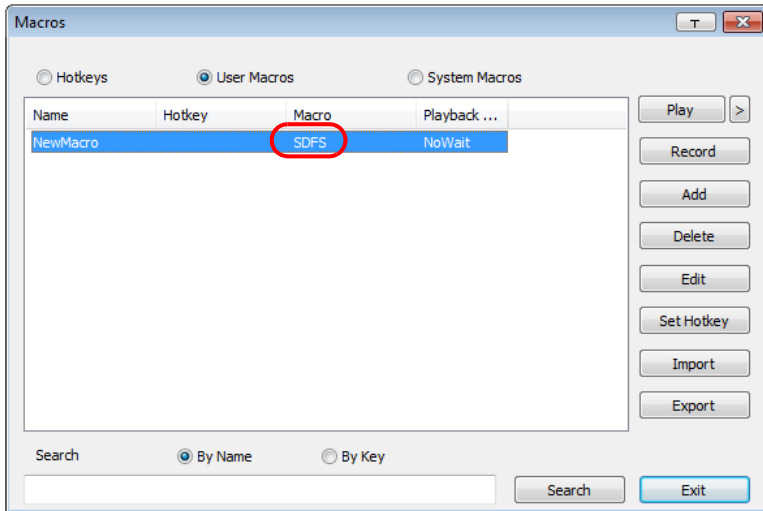 Macros
Hotkeys User Macros System Macros
Name Hotkey Macro Playback ... Play >
NewMacro SDFS NoWait
Record
Add
Delete
Edit
Set Hotkey
Import
Export
Search By Name By Key
Search Exit